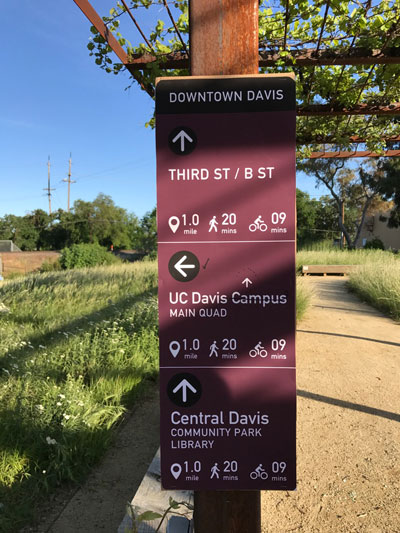 DOWNTOWN DAVIS
THIRD ST / B ST
1.0 mile 20 mins 09 mins
UC Davis Campus
MAIN QUAD
1.0 mile 20 mins 09 mins
Central Davis
COMMUNITY PARK
LIBRARY
1.0 mile 20 mins 09 mins